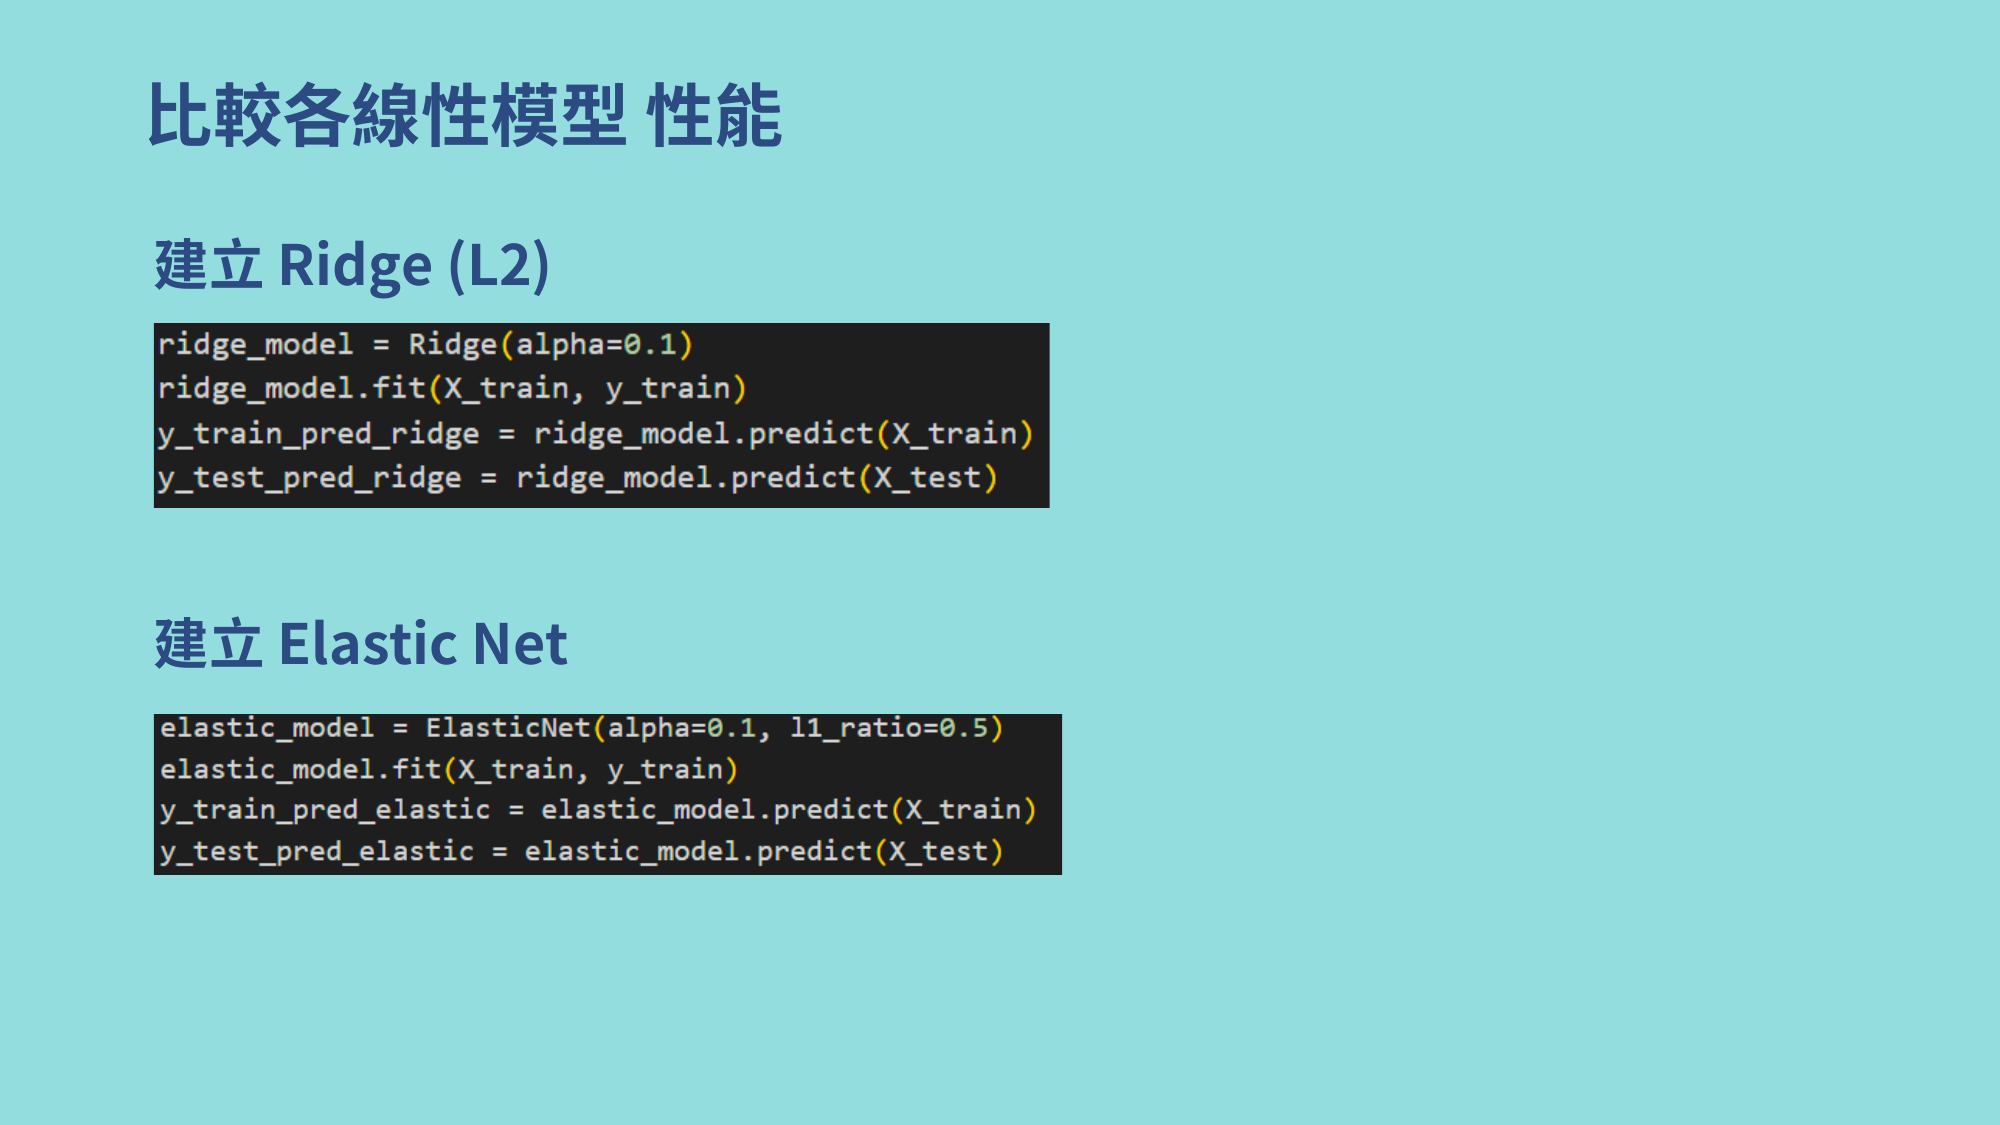 比較各線性模型 性能
建立 Ridge (L2)
ridge_model = Ridge(alpha=0.1)
ridge_model.fit(X_train, y_train)
y_train_pred_ridge = ridge_model.predict(X_train)
y_test_pred_ridge = ridge_model.predict(X_test)
建立 Elastic Net
elastic_model = ElasticNet(alpha=0.1, l1_ratio=0.5)
elastic_model.fit(X_train, y_train)
y_train_pred_elastic = elastic_model.predict(X_train)
y_test_pred_elastic = elastic_model.predict(X_test)